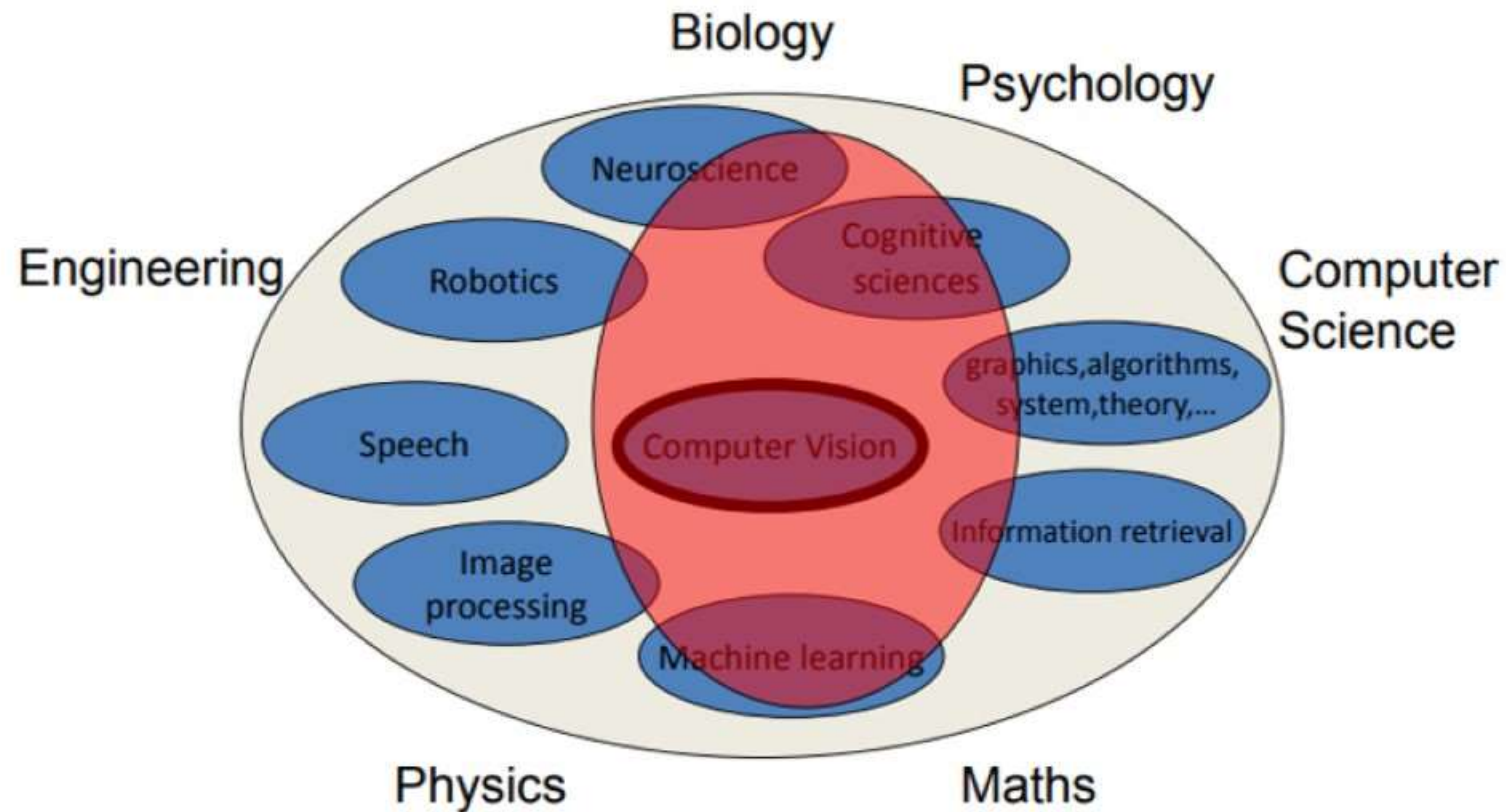 Biology
Psychology
Neuroscience
Cognitive
sciences
Engineering
Robotics
Computer
Science
graphics,algorithms,
system,theory,...
Speech
Computer Vision
Information retrieval
Image
processing
Machine learning
Physics
Maths